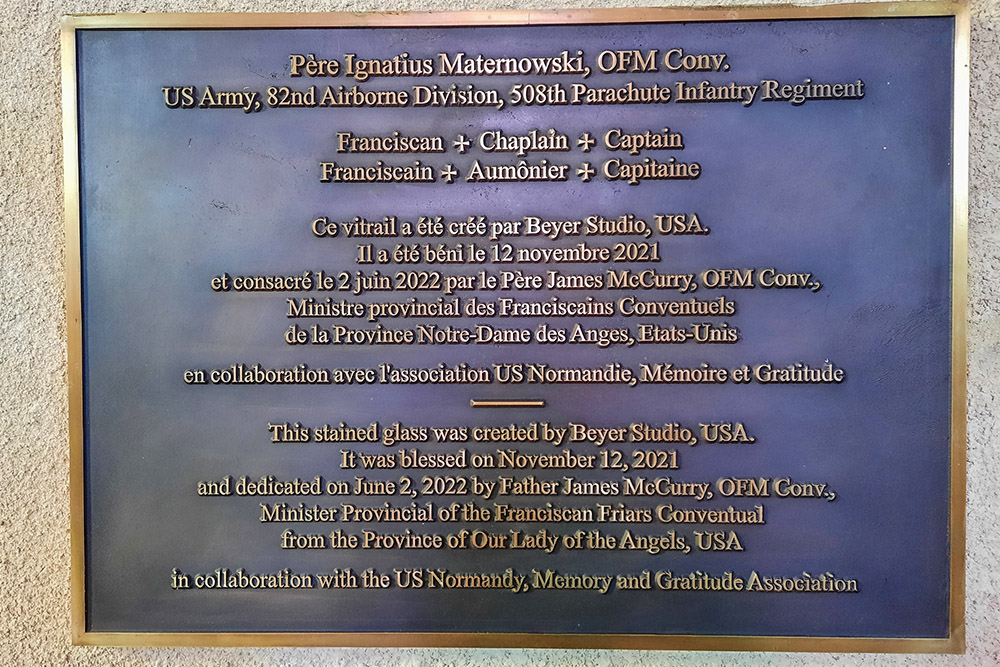 Père Ignatius Maternowski, OFM Conv.
US Army, 82nd Airborne Division, 508th Parachute Infantry Regiment
Franciscan ✢ Chaplain ✢ Captain
Franciscain ✢ Aumônier ✢ Capitaine
Ce vitrail a été créé par Beyer Studio, USA.
Il a été béni le 12 novembre 2021
et consacré le 2 juin 2022 par le Père James McCurry, OFM Conv.,
Ministre provincial des Franciscains Conventuels
de la Province Notre-Dame des Anges, Etats-Unis
en collaboration avec l'association US Normandie, Mémoire et Gratitude
This stained glass was created by Beyer Studio, USA.
It was blessed on November 12, 2021
and dedicated on June 2, 2022 by Father James McCurry, OFM Conv.,
Minister Provincial of the Franciscan Friars Conventual
from the Province of Our Lady of the Angels, USA
in collaboration with the US Normandy, Memory and Gratitude Association